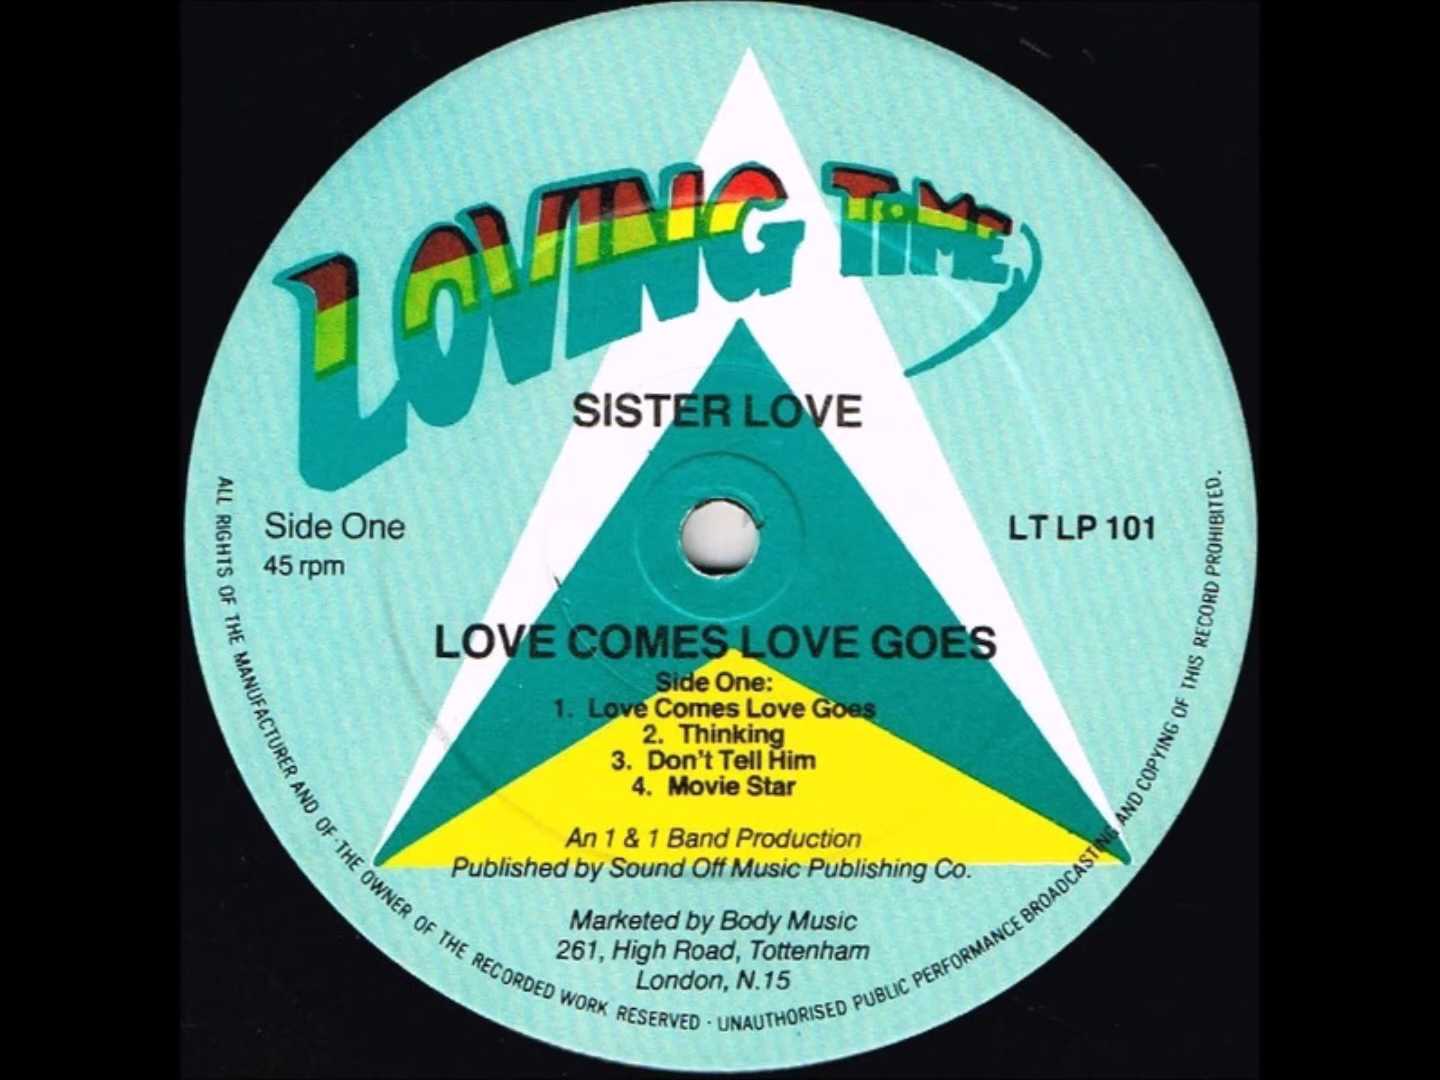 LOVING TIME
SISTER LOVE
Side One
45 rpm
LT LP 101
LOVE COMES LOVE GOES
Side One:
1. Love Comes Love Goes
2. Thinking
3. Don't Tell Him
4. Movie Star
An 1 & 1 Band Production
Published by Sound Off Music Publishing Co.
Marketed by Body Music
261, High Road, Tottenham
London, N.15
ALL RIGHTS OF THE MANUFACTURER AND OF THE OWNER OF THE RECORDED WORK RESERVED · UNAUTHORISED PUBLIC PERFORMANCE BROADCASTING AND COPYING OF THIS RECORD PROHIBITED.